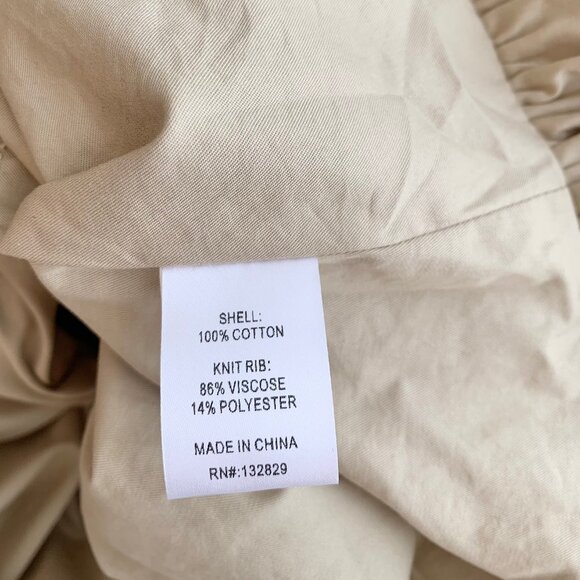 SHELL:
100% COTTON
KNIT RIB:
86% VISCOSE
14% POLYESTER
MADE IN CHINA
RN#:132829